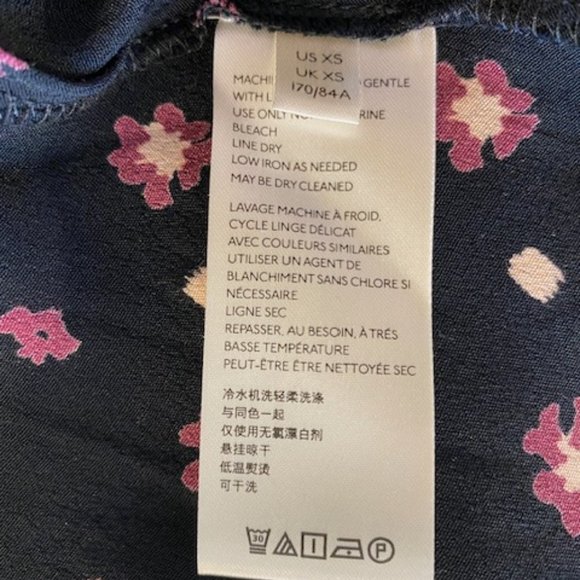 US XS
UK XS
170/84A
GENTLE
WITH
USE ONLY
BLEACH
LINE DRY
LOW IRON AS NEEDED
MAY BE DRY CLEANED
LAVAGE MACHINE À FROID,
CYCLE LINGE DÉLICAT
AVEC COULEURS SIMILAIRES
UTILISER UN AGENT DE
BLANCHIMENT SANS CHLORE SI
NÉCESSAIRE
LIGNE SEC
REPASSER, AU BESOIN, À TRÉS
BASSE TEMPÉRATURE
PEUT-ÊTRE ÊTRE NETTOYÉE SEC
冷水机洗轻柔洗涤
与同色一起
仅使用无氯漂白剂
悬挂晾干
低温熨烫
可干洗
30 P